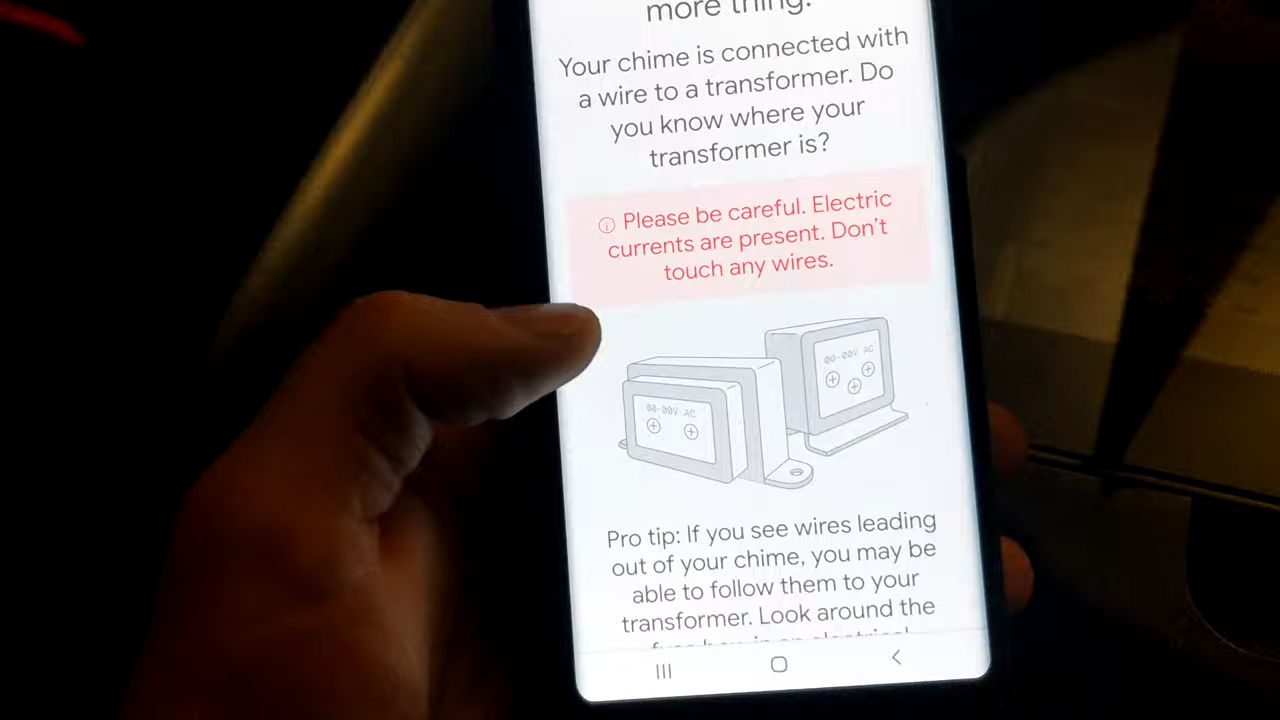 more thing.
Your chime is connected with
a wire to a transformer. Do
you know where your
transformer is?
Please be careful. Electric
currents are present. Don't
touch any wires.
00-00V AC
00-00V AC
Pro tip: If you see wires leading
out of your chime, you may be
able to follow them to your
transformer. Look around the